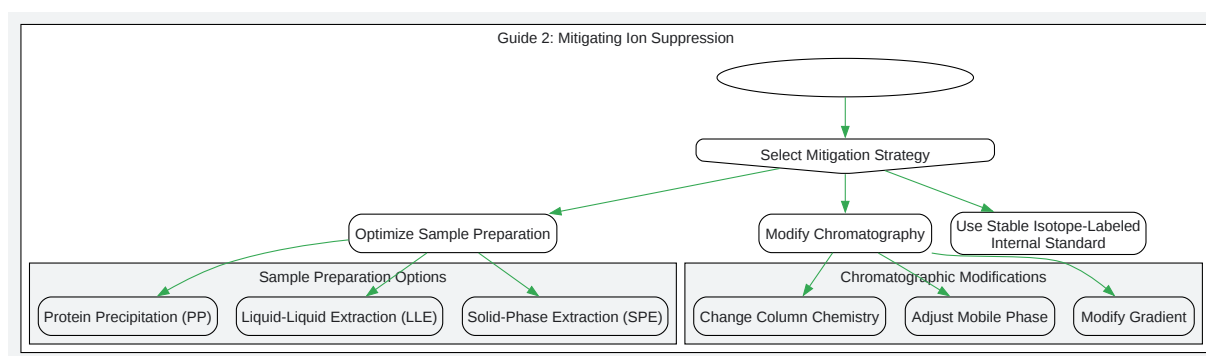 Guide 2: Mitigating Ion Suppression
Select Mitigation Strategy
Optimize Sample Preparation
Modify Chromatography
Use Stable Isotope-Labeled
Internal Standard
Sample Preparation Options
Chromatographic Modifications
Protein Precipitation (PP)
Liquid-Liquid Extraction (LLE)
Solid-Phase Extraction (SPE)
Change Column Chemistry
Adjust Mobile Phase
Modify Gradient